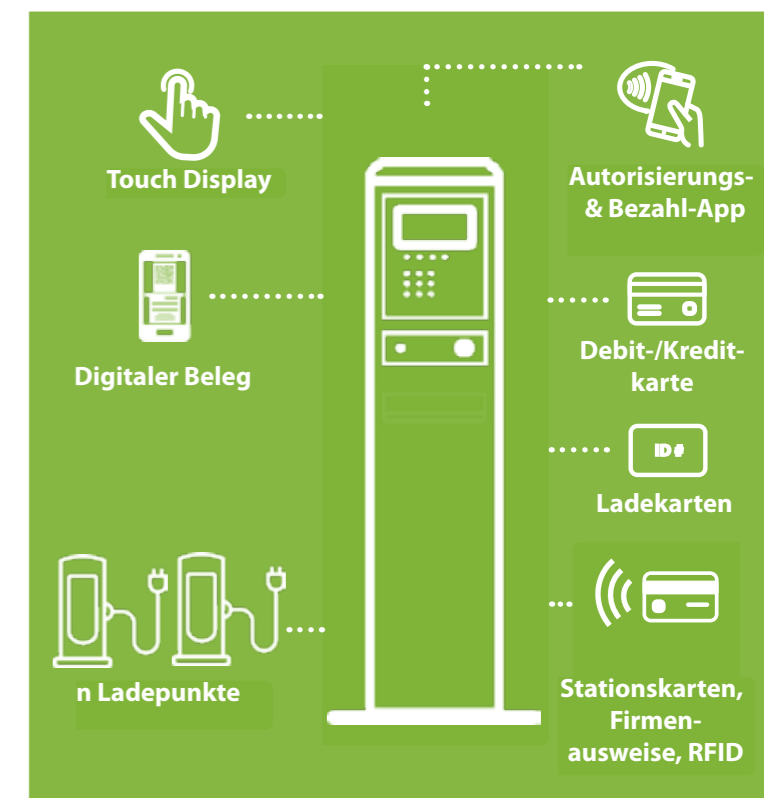 Touch Display
Autorisierungs-
& Bezahl-App
Digitaler Beleg
Debit-/Kredit-
karte
ID#
Ladekarten
n Ladepunkte
Stationskarten,
Firmen-
ausweise, RFID